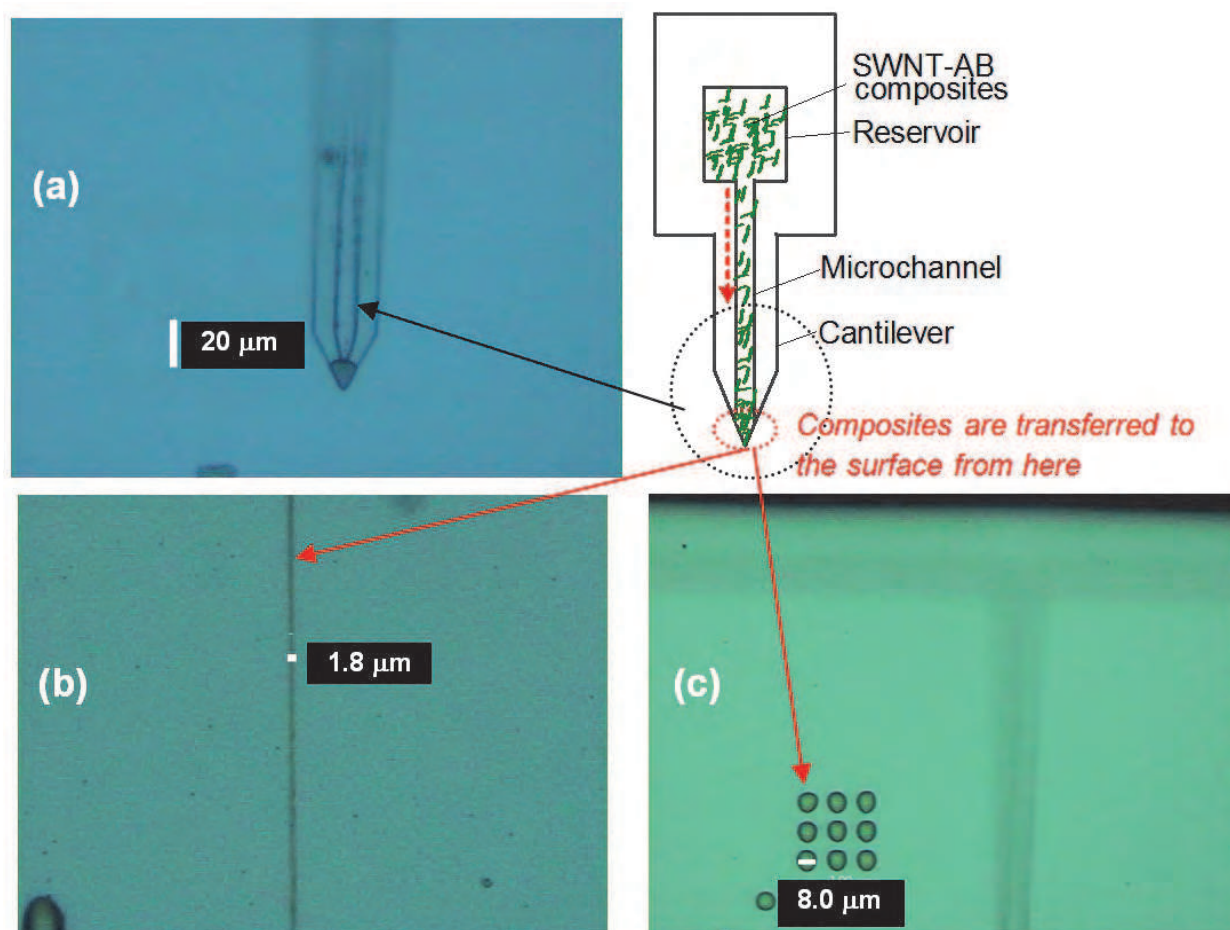 SWNT-AB
composites
Reservoir
(a)
Microchannel
20 μm
Cantilever
Composites are transferred to
the surface from here
(b)
1.8 μm
(c)
8.0 μm